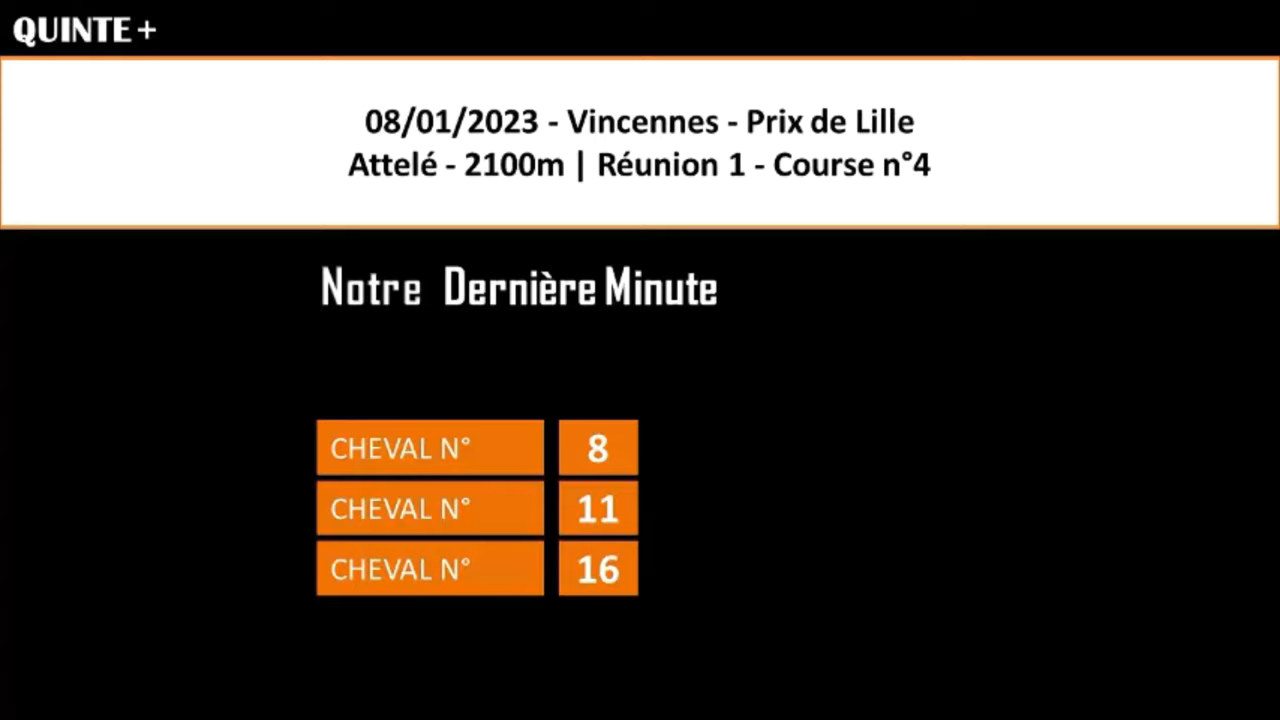 QUINTE+
08/01/2023 - Vincennes - Prix de Lille
Attelé - 2100m | Réunion 1 - Course n°4
Notre Dernière Minute
CHEVAL N° 8
CHEVAL N° 11
CHEVAL N° 16